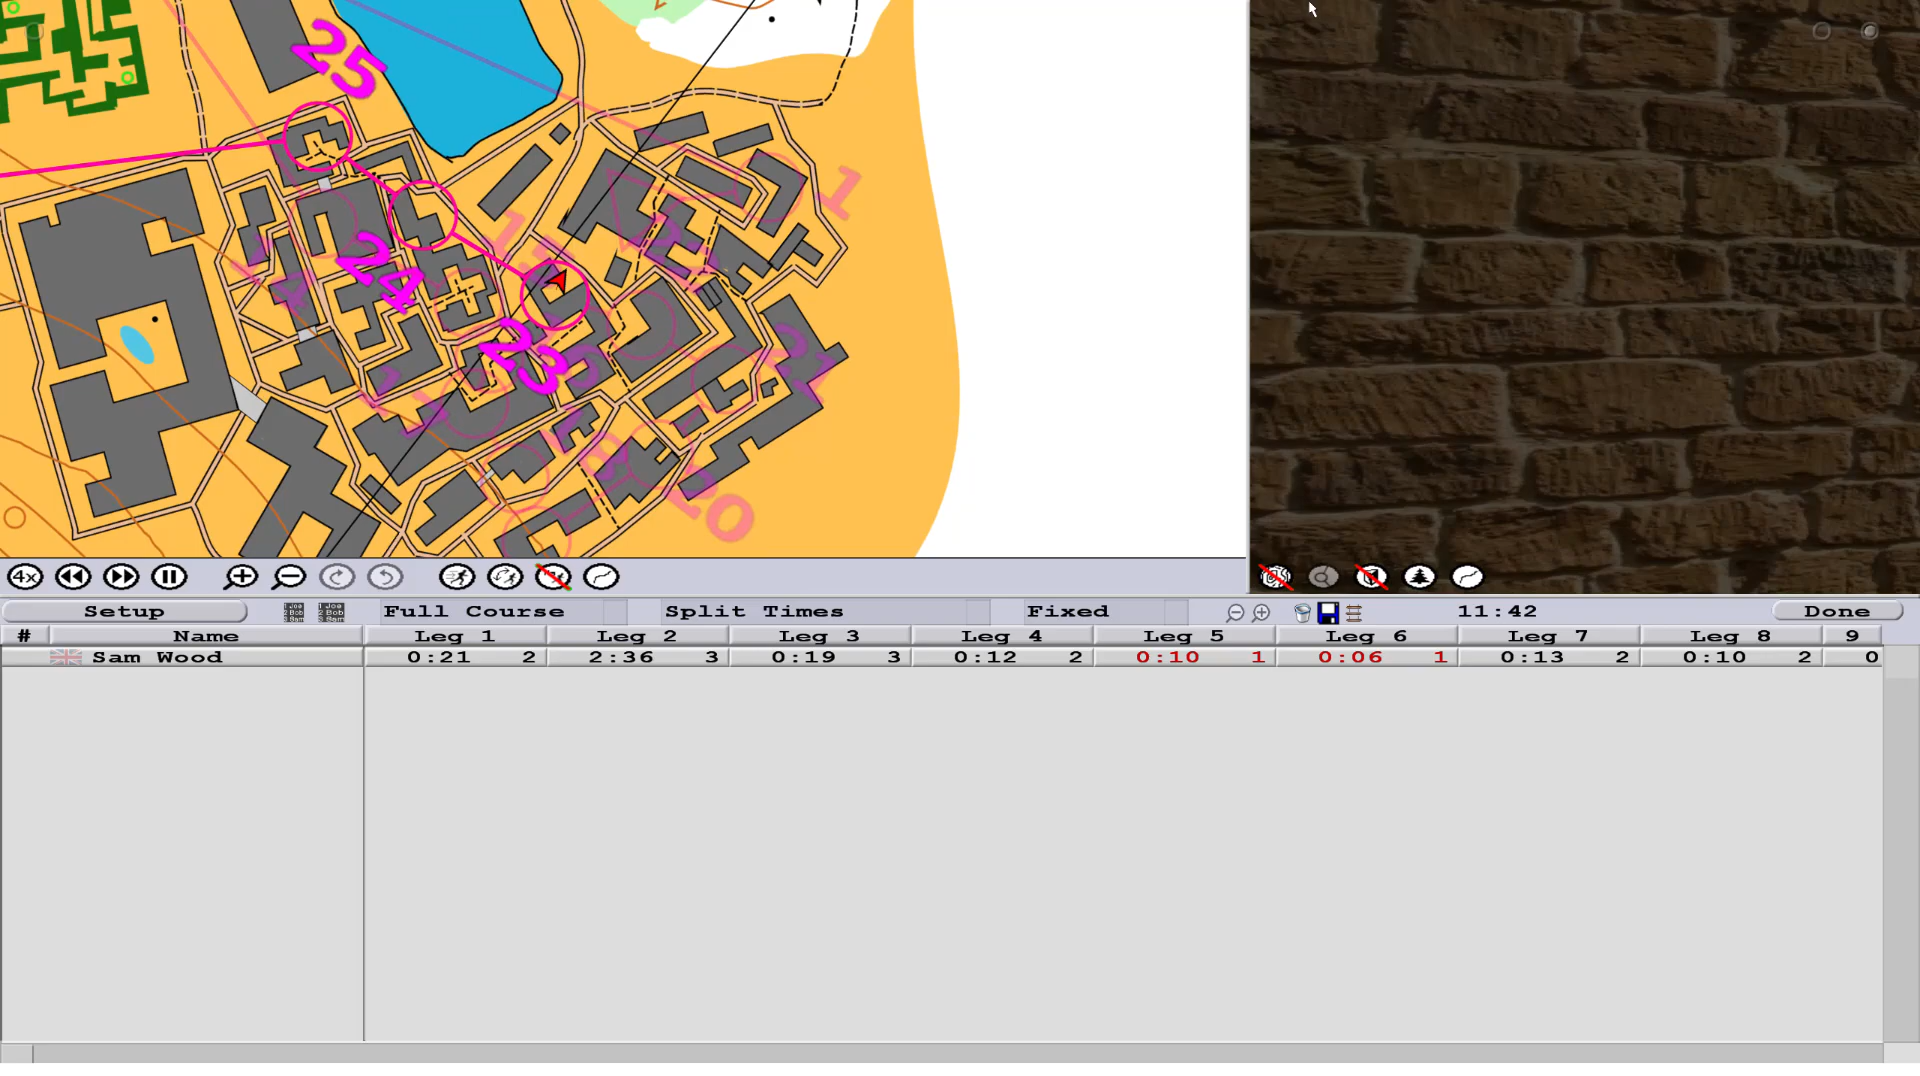 25
1
24
23
21
20
4x
Setup Full Course Split Times Fixed 11:42 Done
# Name Leg 1 Leg 2 Leg 3 Leg 4 Leg 5 Leg 6 Leg 7 Leg 8 9
Sam Wood 0:21 2 2:36 3 0:19 3 0:12 2 0:10 1 0:06 1 0:13 2 0:10 2 0